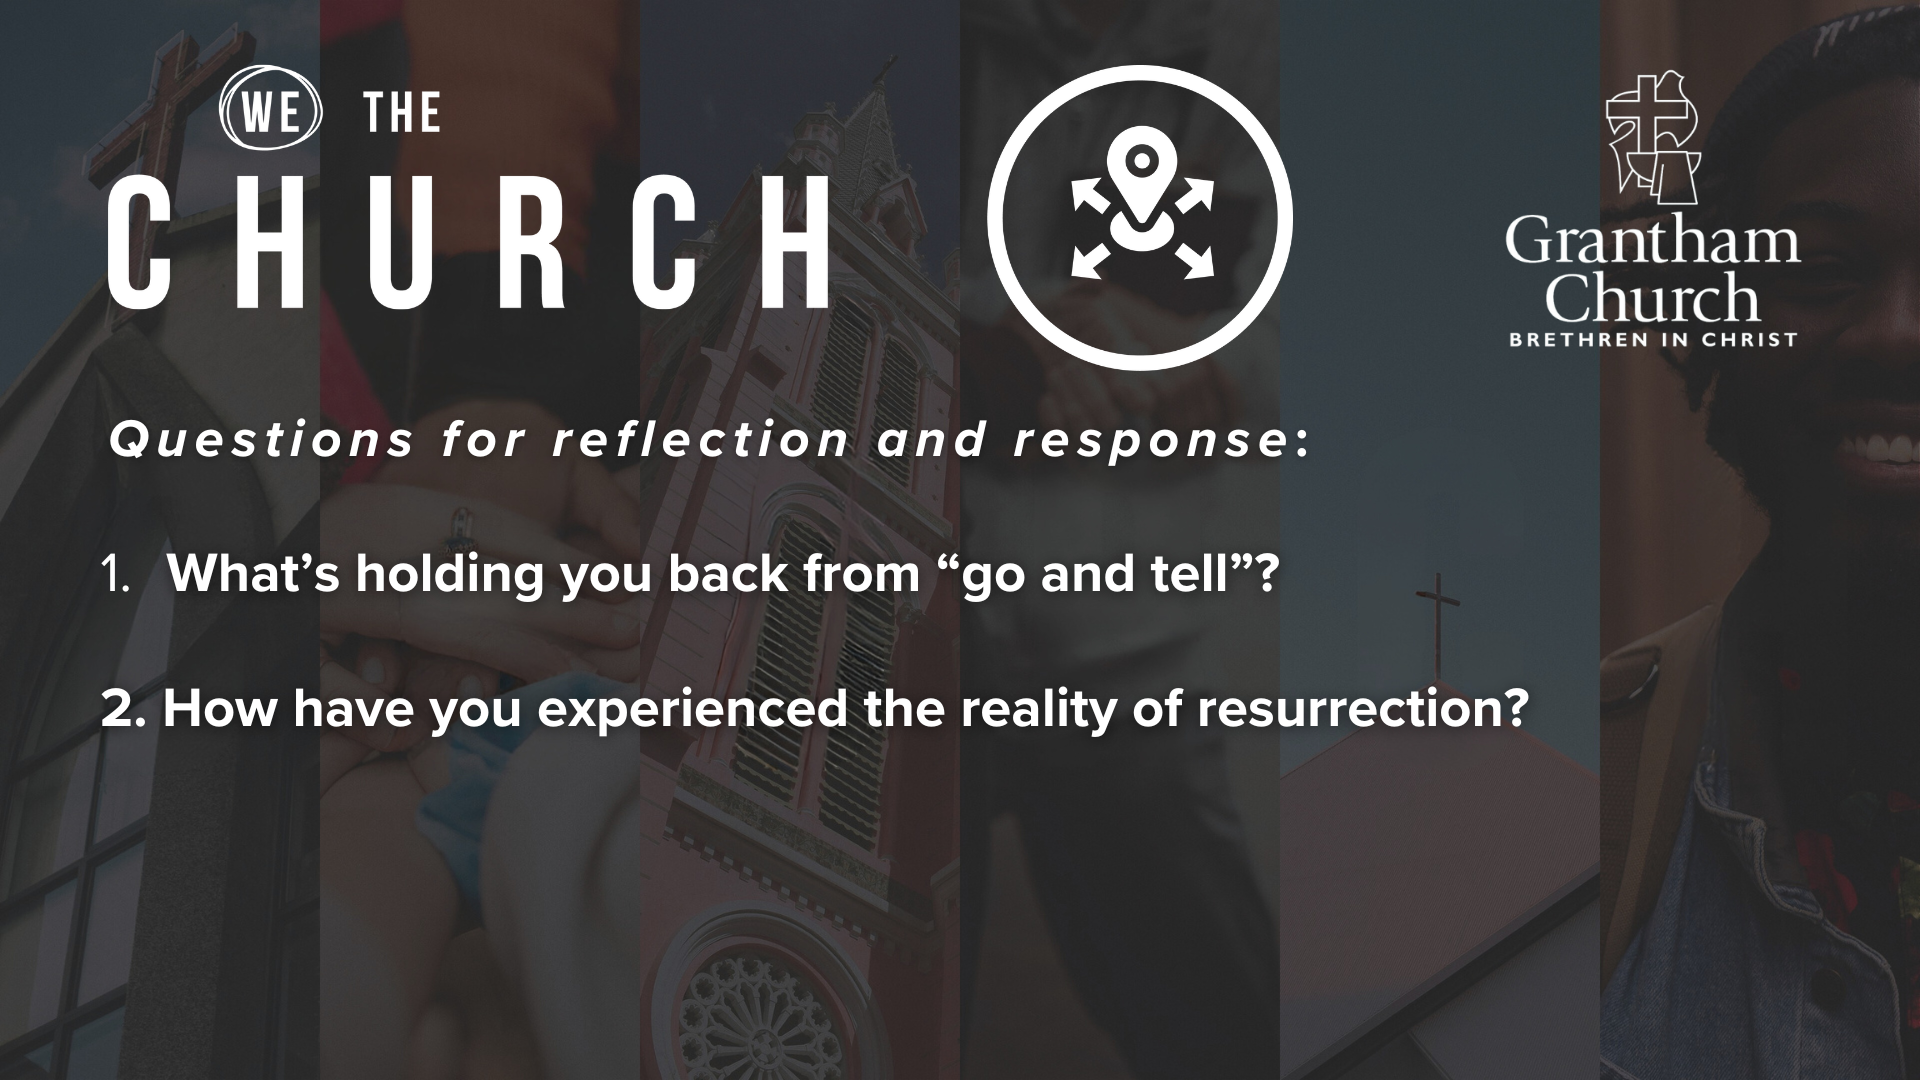 WE THE
CHURCH
Grantham
Church
BRETHREN IN CHRIST
Questions for reflection and response:
1. What’s holding you back from “go and tell”?
2. How have you experienced the reality of resurrection?